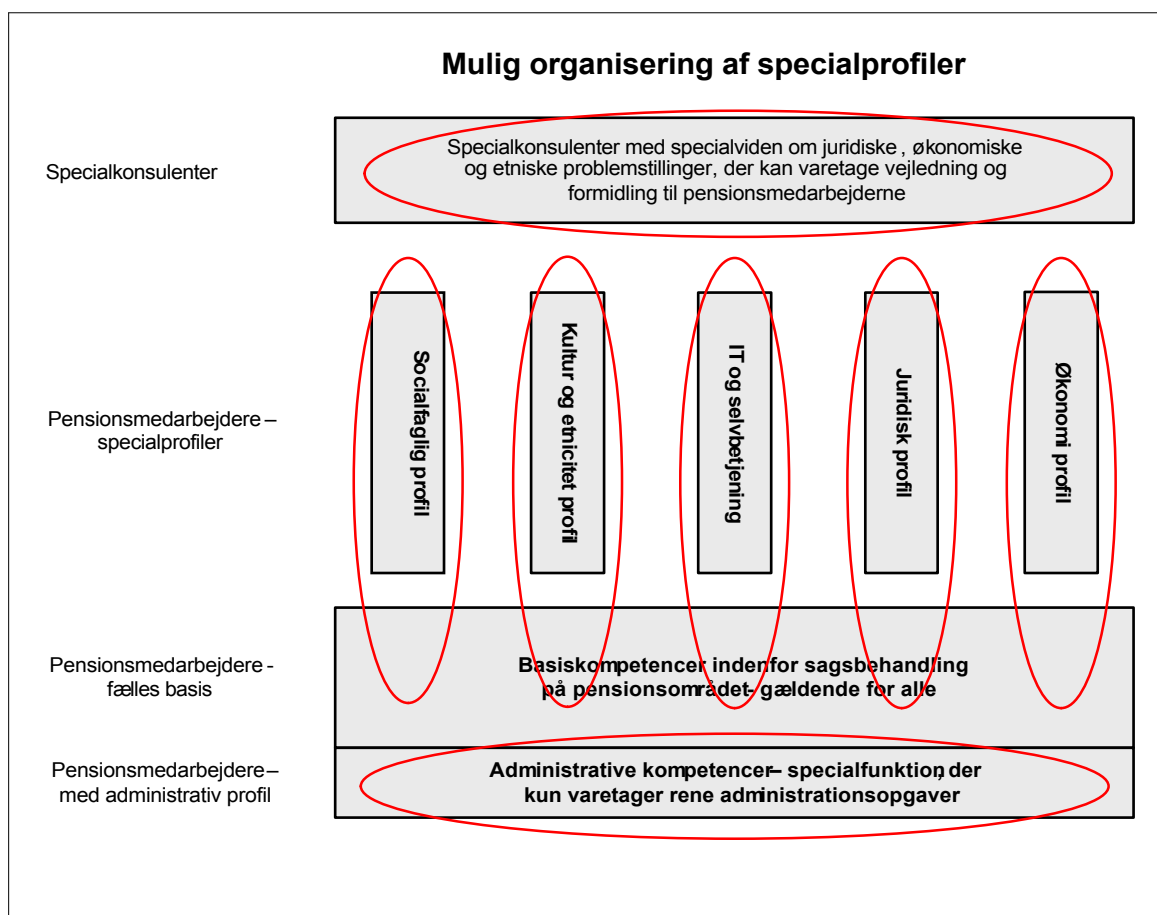 Mulig organisering af specialprofiler
Specialkonsulenter
Specialkonsulenter med specialviden om juridiske , økonomiske
og etniske problemstillinger, der kan varetage vejledning og
formidling til pensionsmedarbejderne
Pensionsmedarbejdere –
specialprofiler
Socialfaglig profil
Kultur og etnicitet profil
IT og selvbetjening
Juridisk profil
Økonomi profil
Pensionsmedarbejdere -
fælles basis
Basiskompetencer indenfor sagsbehandling
på pensionsområdet- gældende for alle
Pensionsmedarbejdere –
med administrativ profil
Administrative kompetencer– specialfunktion, der
kun varetager rene administrationsopgaver